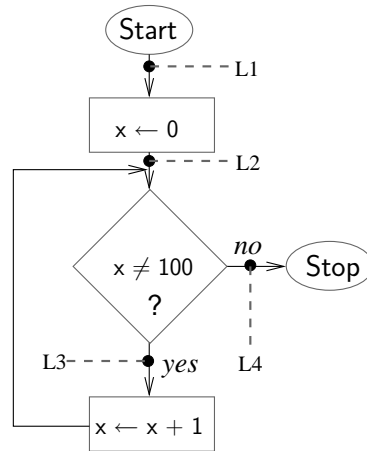 Start
L1
x ← 0
L2
no
x ≠ 100
?
Stop
L3
yes
L4
x ← x + 1